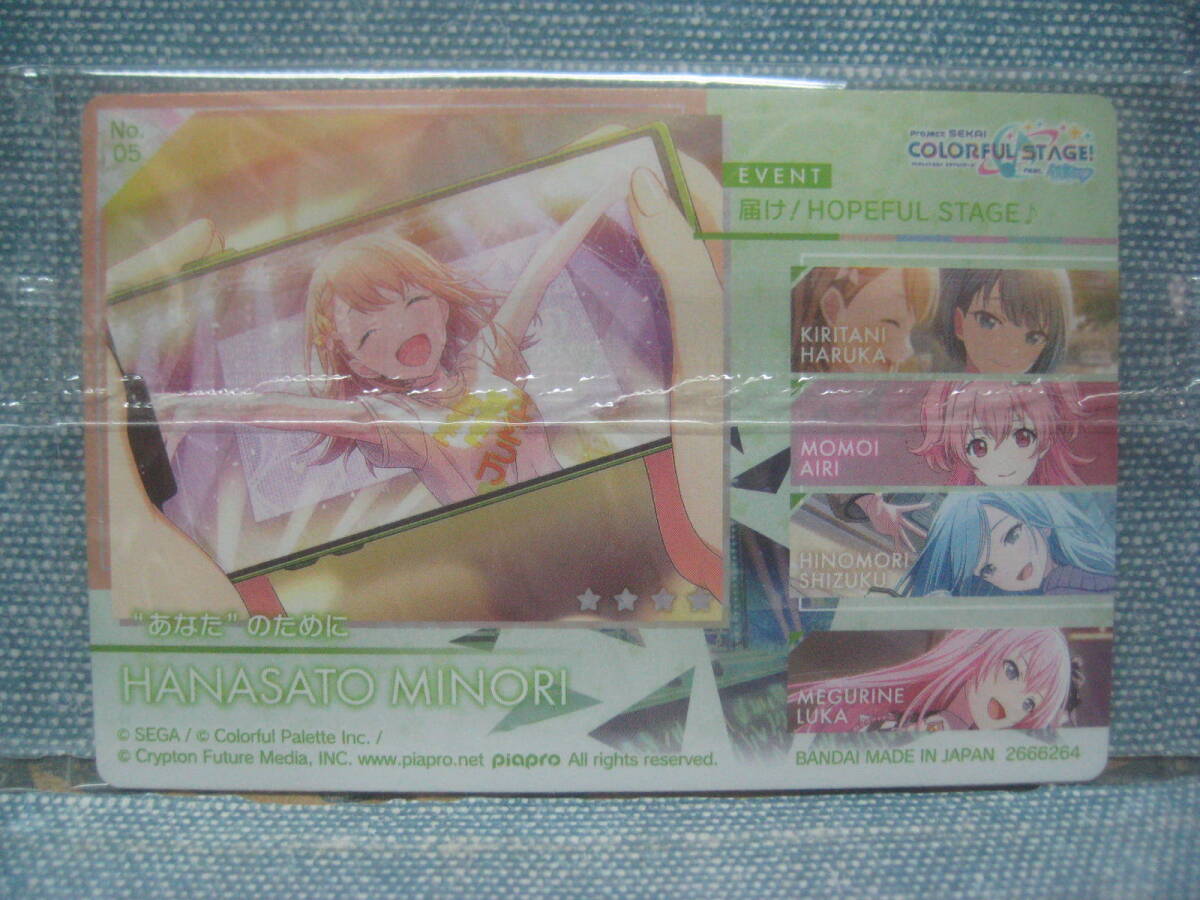 No.
05
Project SEKAI
COLORFUL STAGE!
feat.
EVENT
届け！HOPEFUL STAGE♪
KIRITANI
HARUKA
MOMOI
AIRI
HINOMORI
SHIZUKU
MEGURINE
LUKA
JUMP
"あなた"のために
HANASATO MINORI
© SEGA / © Colorful Palette Inc. /
© Crypton Future Media, INC. www.piapro.net piapro All rights reserved.
BANDAI MADE IN JAPAN 2666264